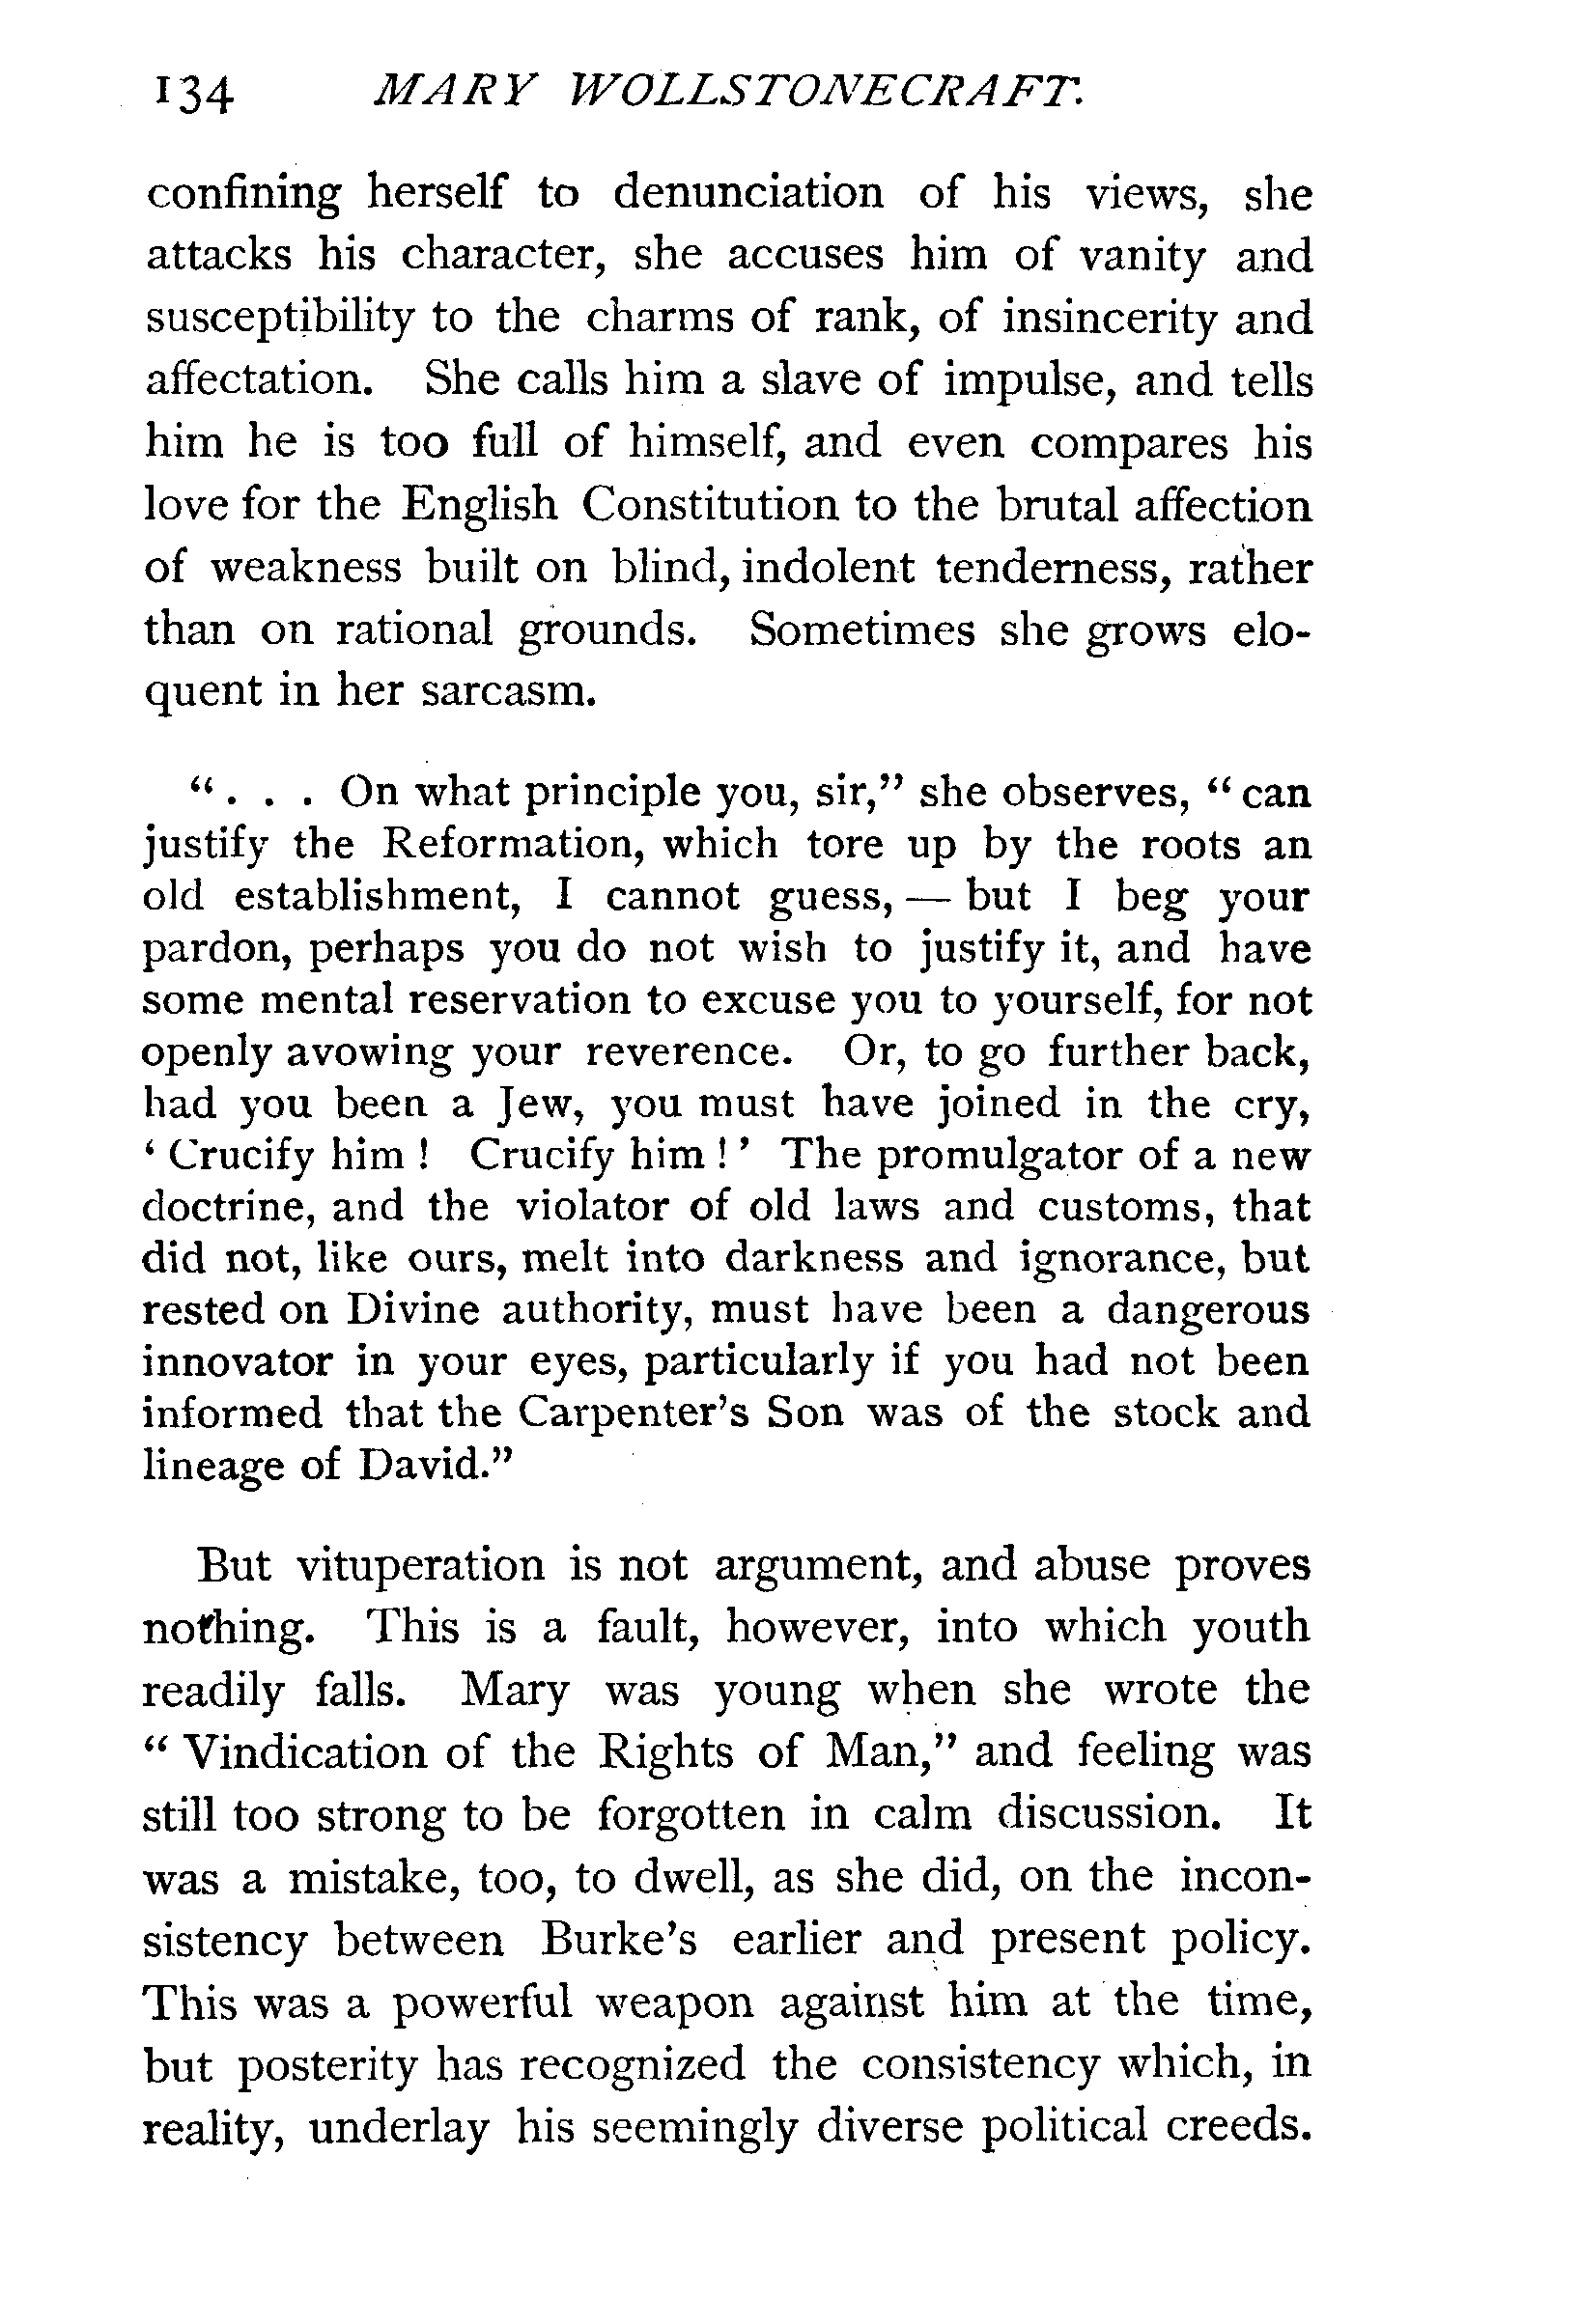 134 MARY WOLLSTONECRAFT.
confining herself to denunciation of his views, she
attacks his character, she accuses him of vanity and
susceptibility to the charms of rank, of insincerity and
affectation. She calls him a slave of impulse, and tells
him he is too full of himself, and even compares his
love for the English Constitution to the brutal affection
of weakness built on blind, indolent tenderness, rather
than on rational grounds. Sometimes she grows elo-
quent in her sarcasm.
“. . . On what principle you, sir,” she observes, “can
justify the Reformation, which tore up by the roots an
old establishment, I cannot guess, — but I beg your
pardon, perhaps you do not wish to justify it, and have
some mental reservation to excuse you to yourself, for not
openly avowing your reverence. Or, to go further back,
had you been a Jew, you must have joined in the cry,
‘ Crucify him ! Crucify him ! ’ The promulgator of a new
doctrine, and the violator of old laws and customs, that
did not, like ours, melt into darkness and ignorance, but
rested on Divine authority, must have been a dangerous
innovator in your eyes, particularly if you had not been
informed that the Carpenter’s Son was of the stock and
lineage of David.”
But vituperation is not argument, and abuse proves
nothing. This is a fault, however, into which youth
readily falls. Mary was young when she wrote the
“ Vindication of the Rights of Man,” and feeling was
still too strong to be forgotten in calm discussion. It
was a mistake, too, to dwell, as she did, on the incon-
sistency between Burke’s earlier and present policy.
This was a powerful weapon against him at the time,
but posterity has recognized the consistency which, in
reality, underlay his seemingly diverse political creeds.